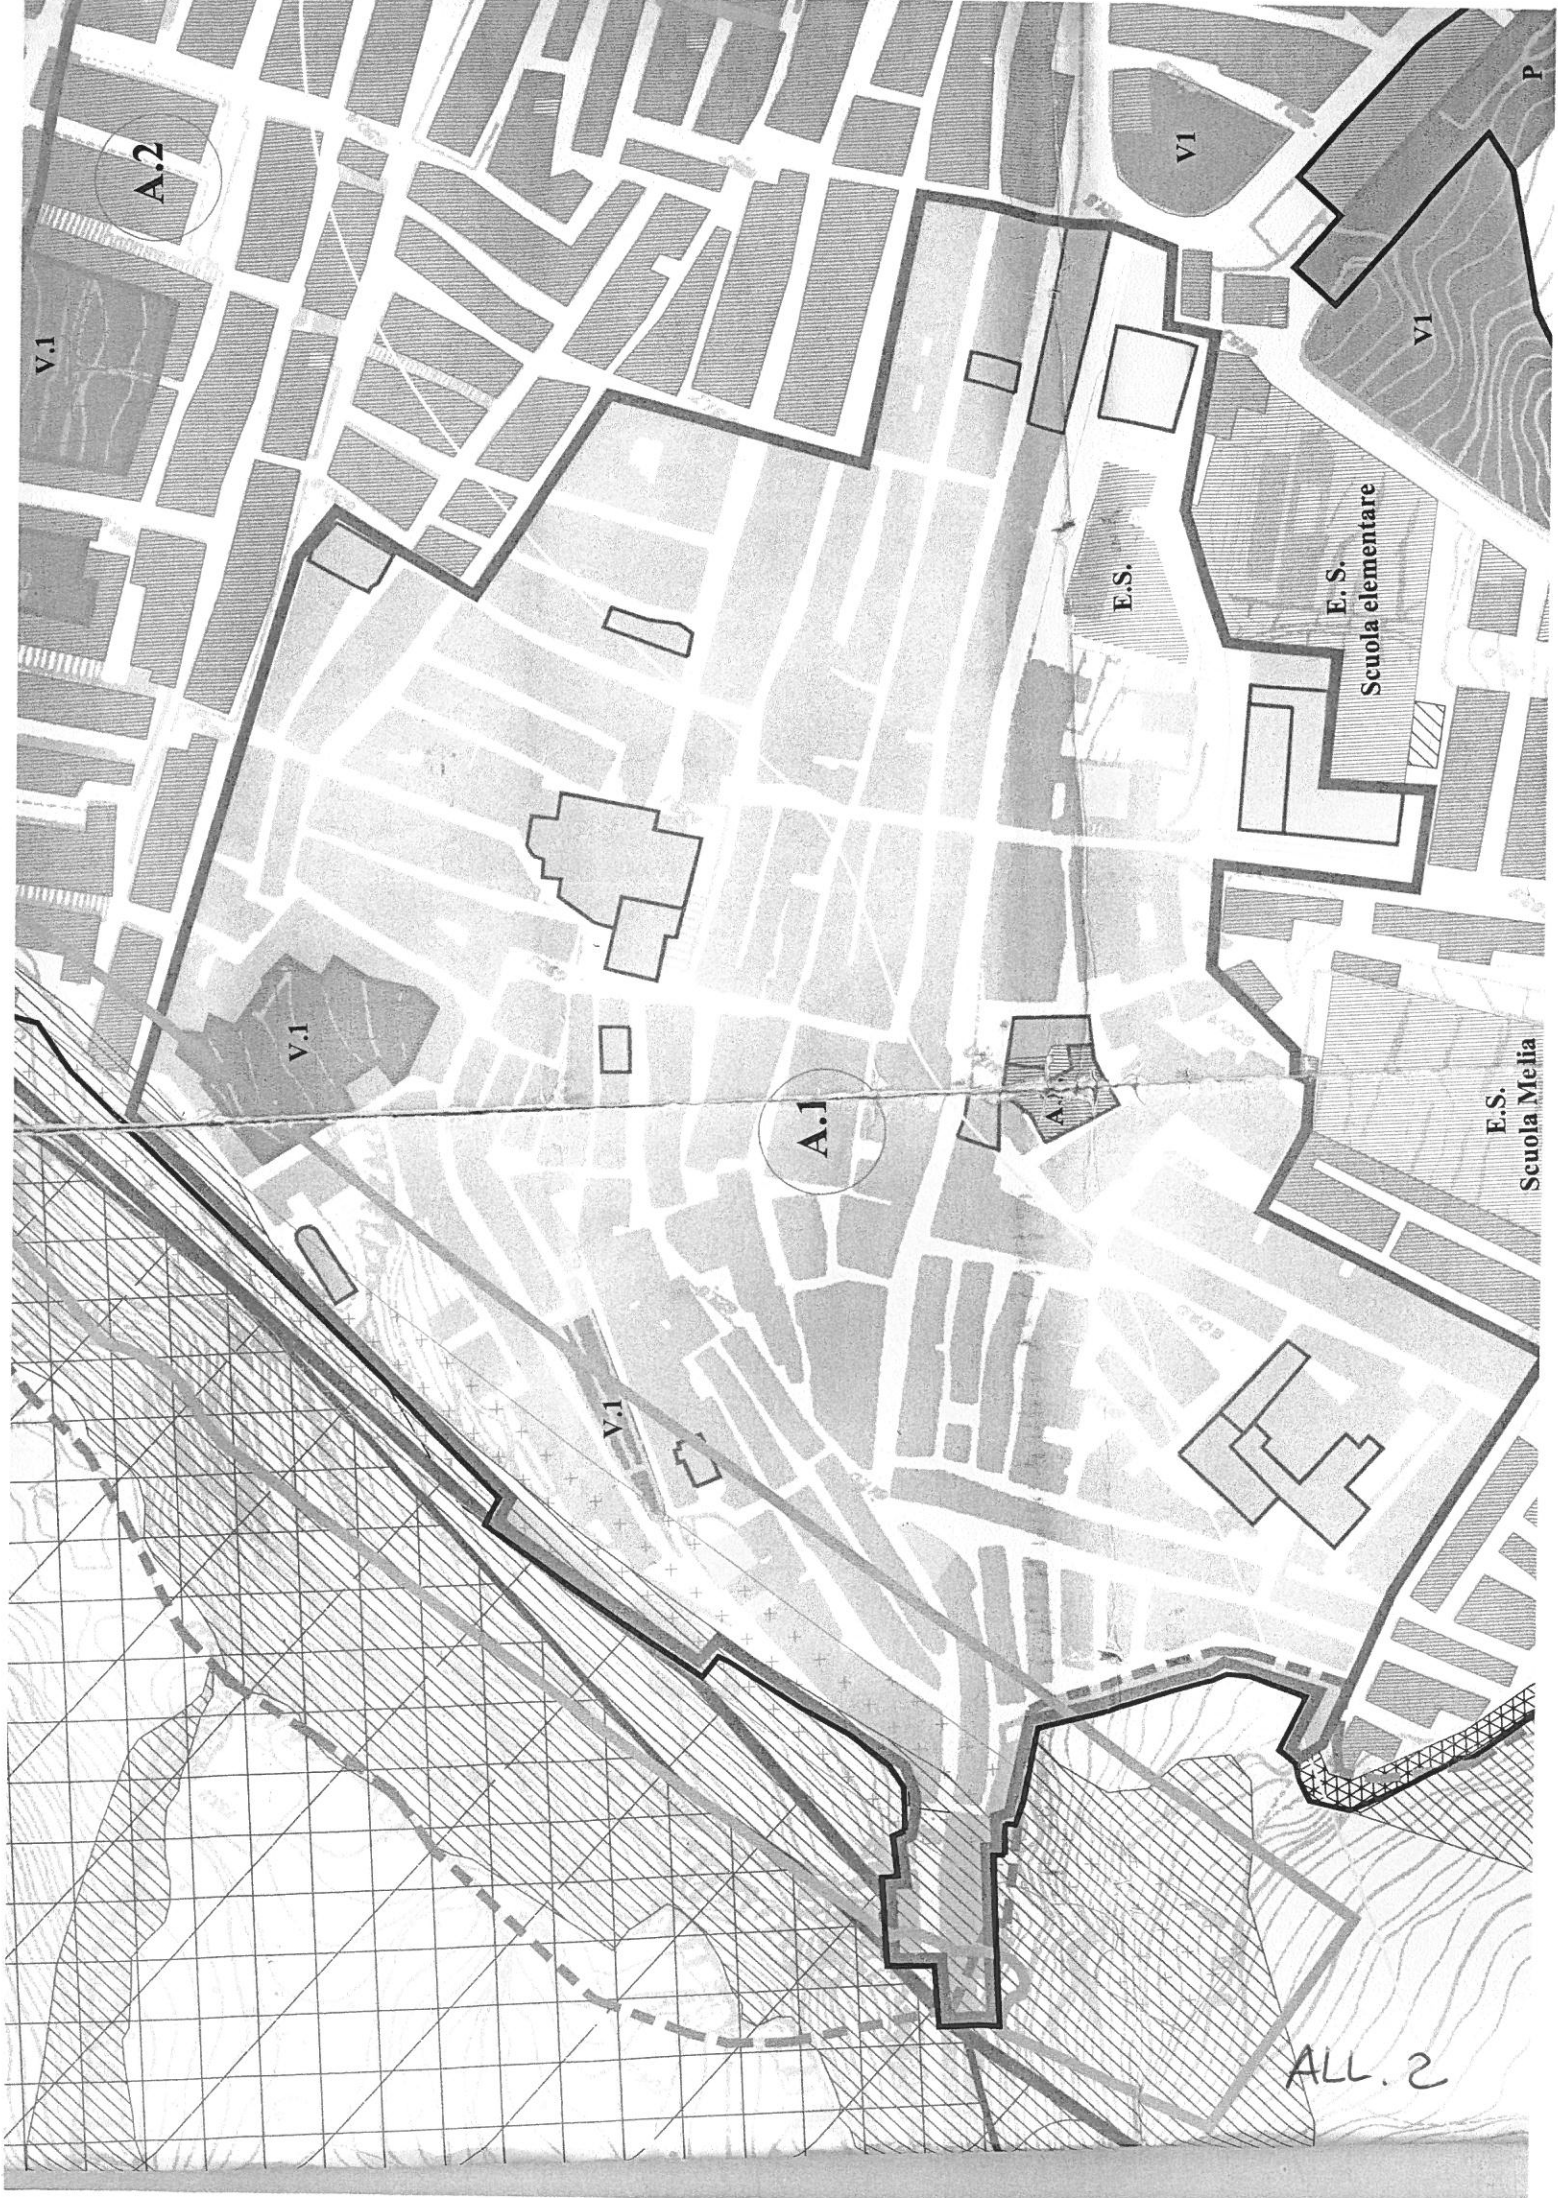 A.2
V.1
V1
P
V1
E.S.
E. S.
Scuola elementare
V.1
A.1
A
E.S.
Scuola Media
V.1
ALL. 2